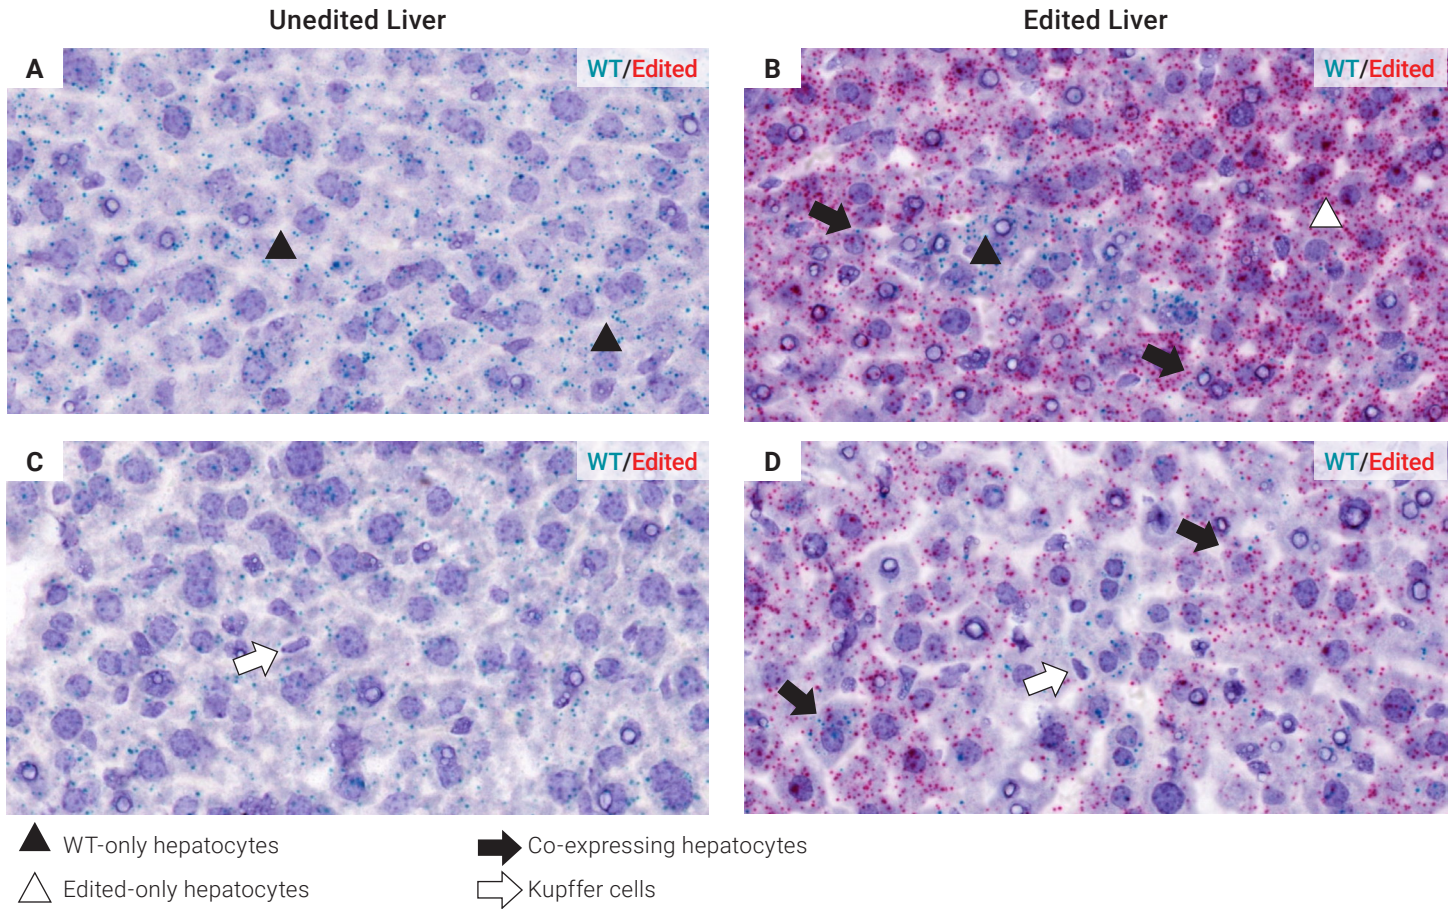 Unedited Liver
Edited Liver
A
WT/Edited
B
WT/Edited
C
WT/Edited
D
WT/Edited
WT-only hepatocytes
Co-expressing hepatocytes
Edited-only hepatocytes
Kupffer cells